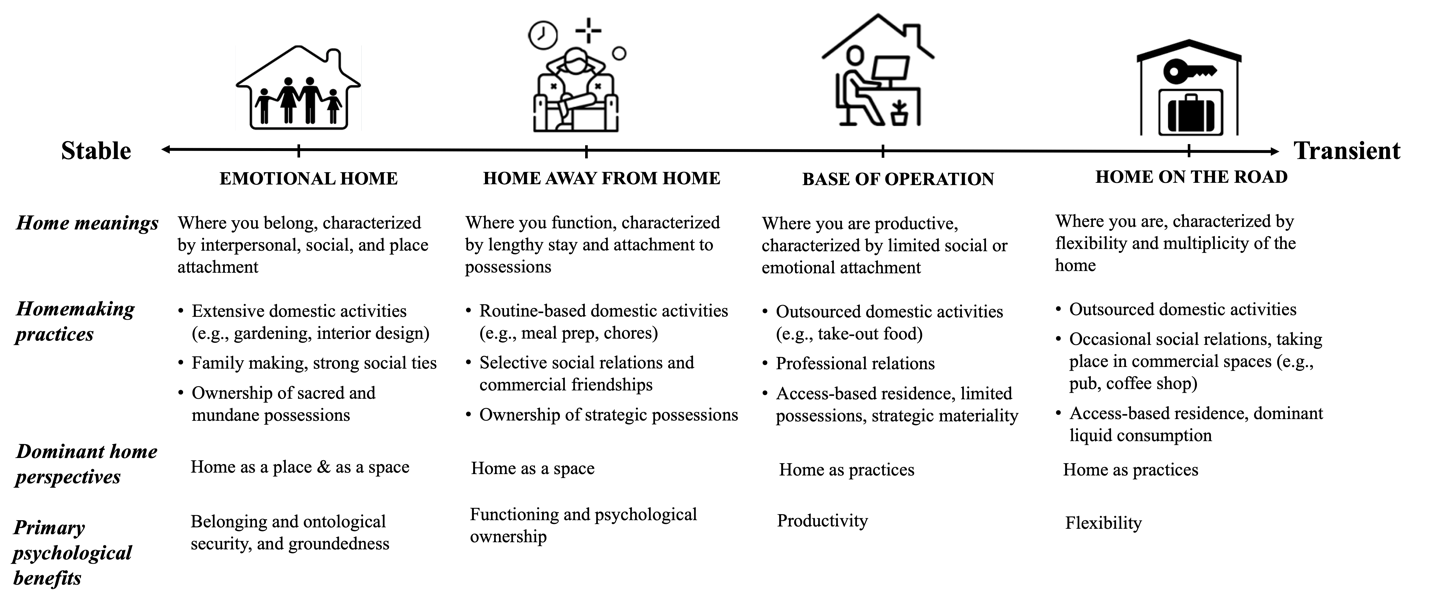 Stable
Transient
EMOTIONAL HOME
HOME AWAY FROM HOME
BASE OF OPERATION
HOME ON THE ROAD
Home meanings
Where you belong, characterized
by interpersonal, social, and place
attachment
Where you function, characterized
by lengthy stay and attachment to
possessions
Where you are productive,
characterized by limited social or
emotional attachment
Where you are, characterized by
flexibility and multiplicity of the
home
Homemaking
practices
• Extensive domestic activities
(e.g., gardening, interior design)
• Family making, strong social ties
• Ownership of sacred and
mundane possessions
• Routine-based domestic activities
(e.g., meal prep, chores)
• Selective social relations and
commercial friendships
• Ownership of strategic possessions
• Outsourced domestic activities
(e.g., take-out food)
• Professional relations
• Access-based residence, limited
possessions, strategic materiality
• Outsourced domestic activities
• Occasional social relations, taking
place in commercial spaces (e.g.,
pub, coffee shop)
• Access-based residence, dominant
liquid consumption
Dominant home
perspectives
Home as a place & as a space
Home as a space
Home as practices
Home as practices
Primary
psychological
benefits
Belonging and ontological
security, and groundedness
Functioning and psychological
ownership
Productivity
Flexibility